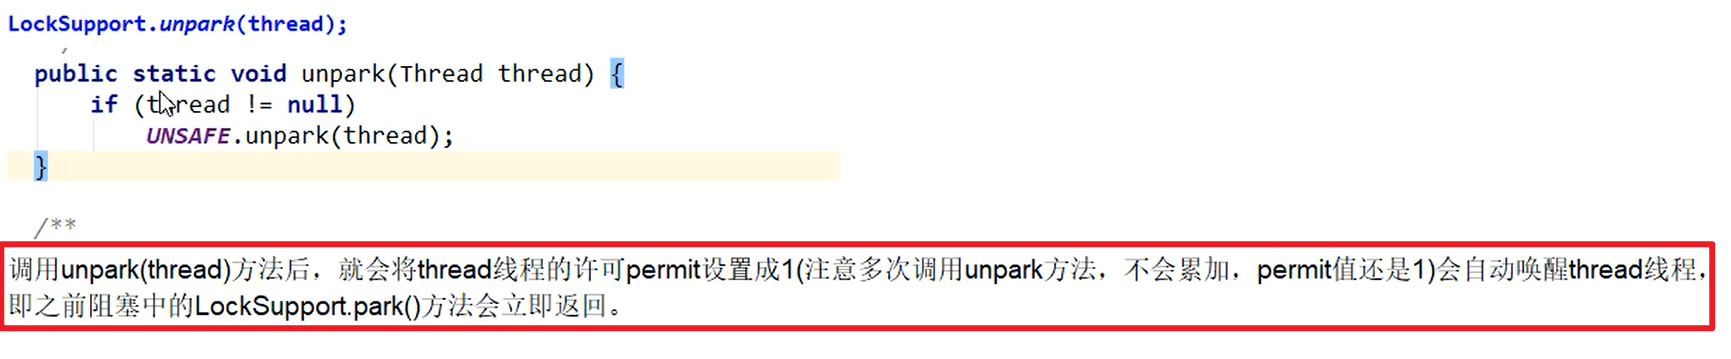 LockSupport.unpark(thread);
public static void unpark(Thread thread) {
if (thread != null)
UNSAFE.unpark(thread);
}
/**
调用unpark(thread)方法后，就会将thread线程的许可permit设置成1(注意多次调用unpark方法，不会累加，permit值还是1)会自动唤醒thread线程，
即之前阻塞中的LockSupport.park()方法会立即返回。